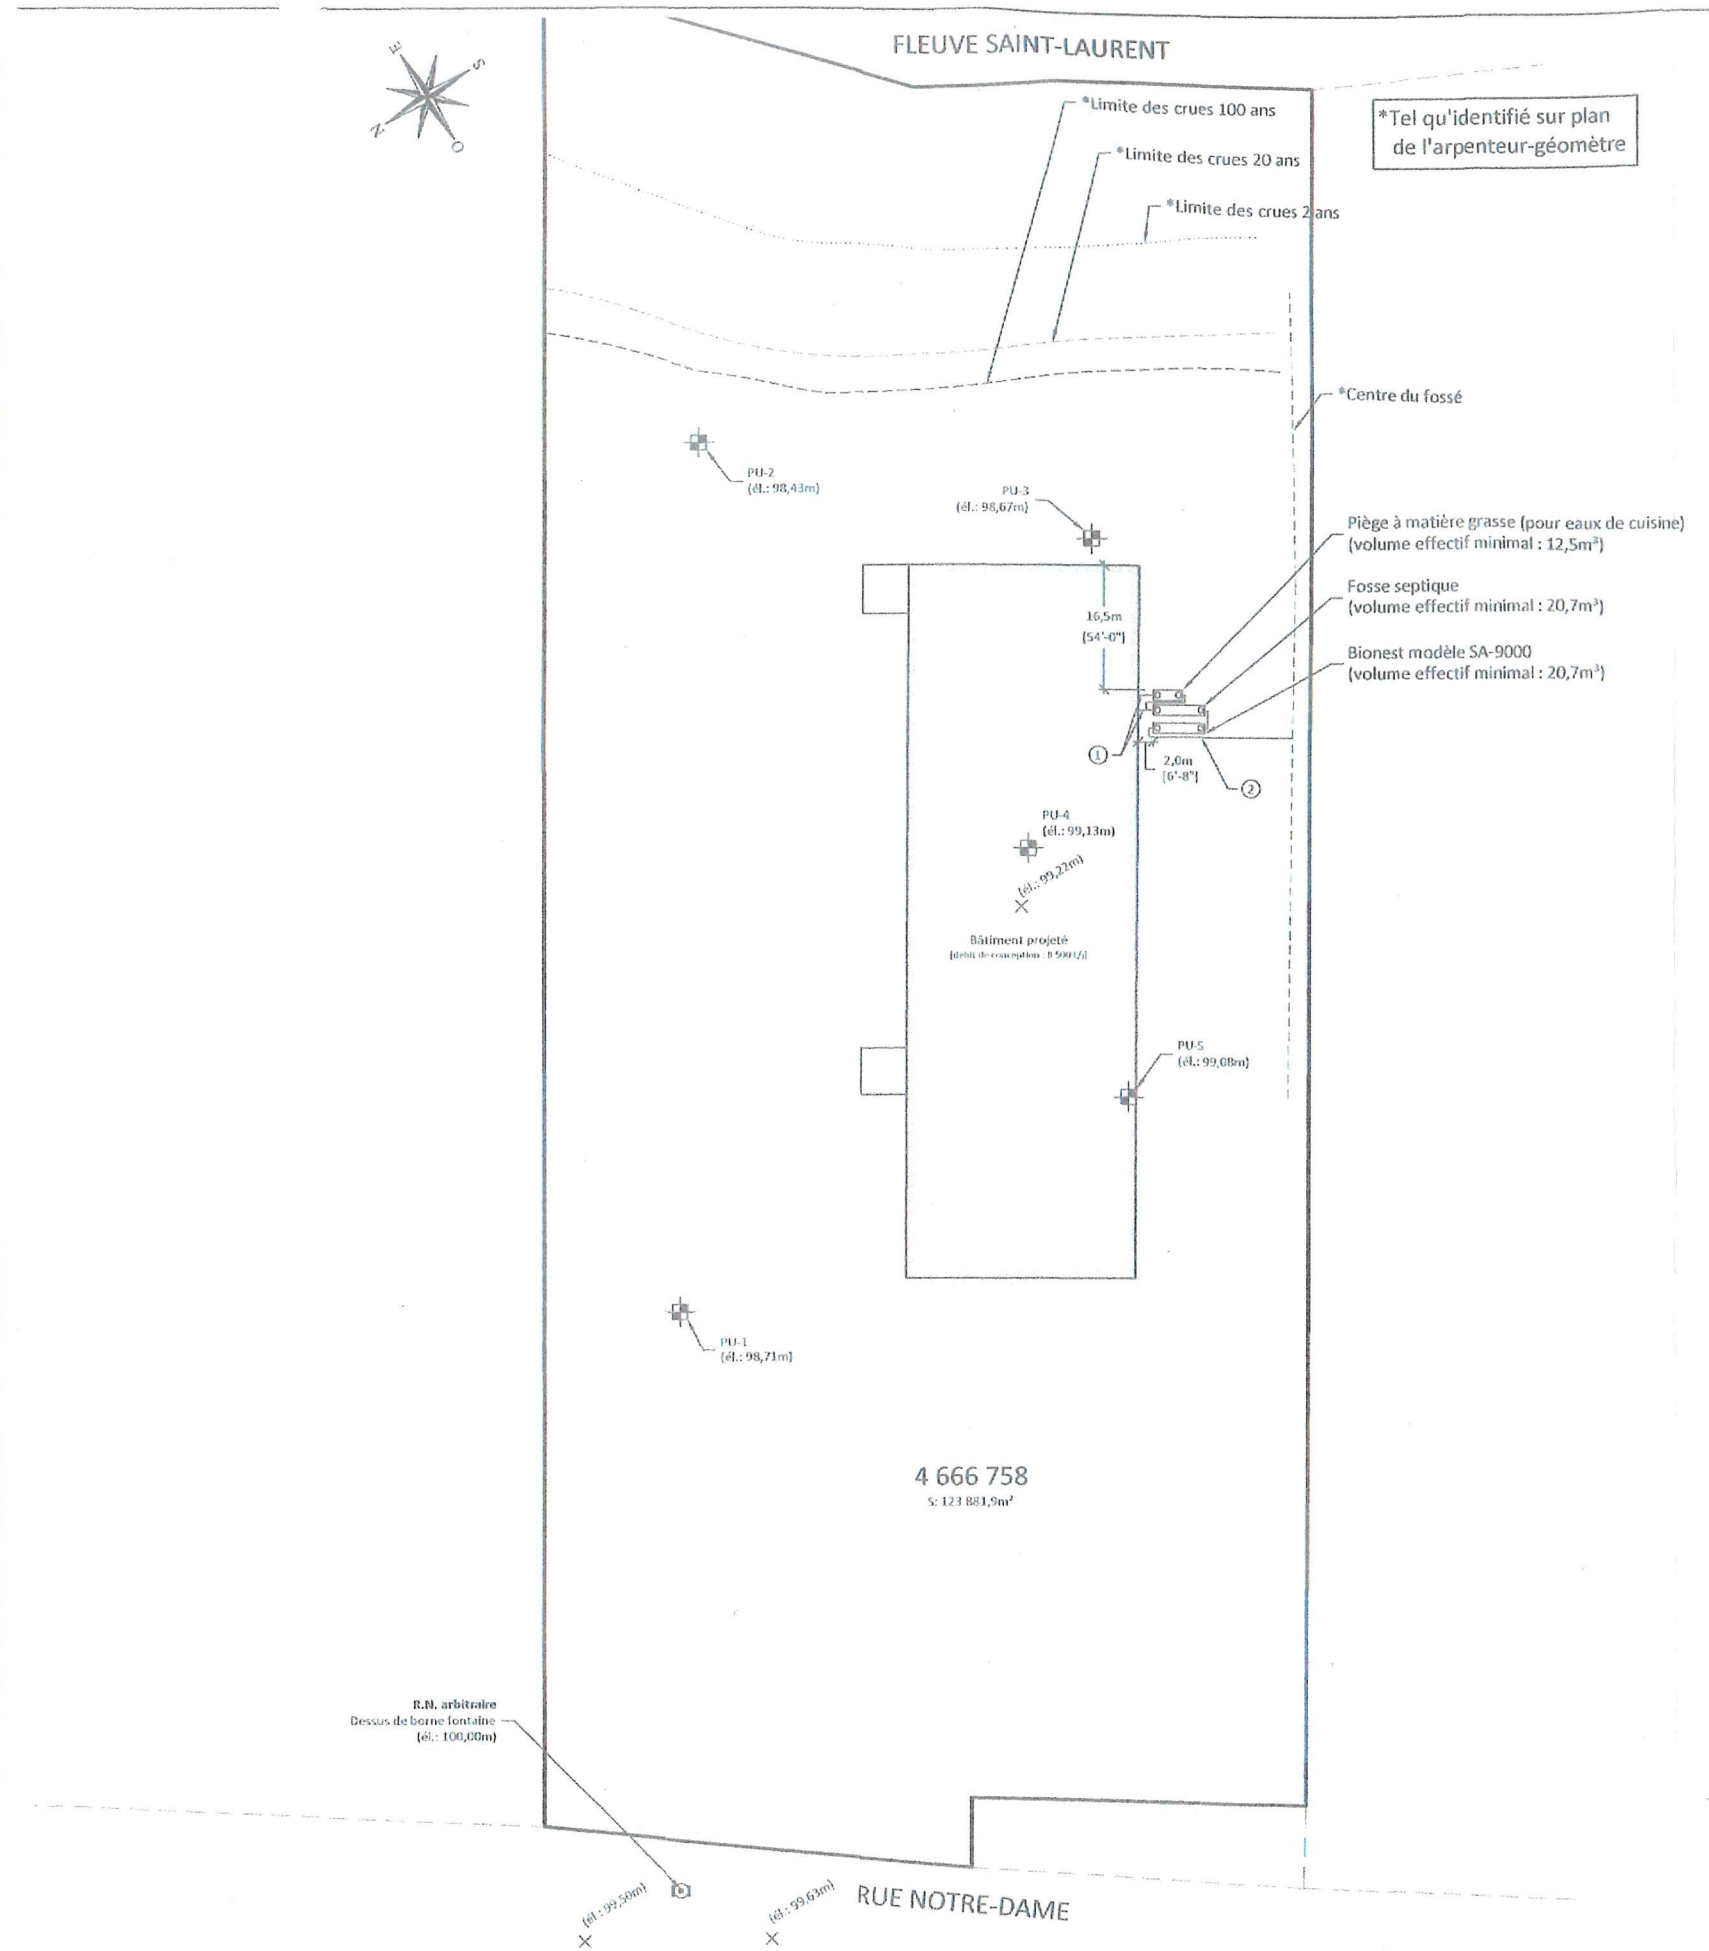 FLEUVE SAINT-LAURENT
E
S
N
O
*Limite des crues 100 ans
*Limite des crues 20 ans
*Limite des crues 2 ans
*Tel qu'identifié sur plan
de l'arpenteur-géomètre
*Centre du fossé
PU-2
(él.: 98,43m)
PU-3
(él.: 98,67m)
Piège à matière grasse (pour eaux de cuisine)
(volume effectif minimal : 12,5m³)
Fosse septique
(volume effectif minimal : 20,7m³)
Bionest modèle SA-9000
(volume effectif minimal : 20,7m³)
16,5m
[54'-0"]
①
2,0m
[6'-8"]
②
PU-4
(él.: 99,13m)
(él.: 99,22m)
Bâtiment projeté
(débit de conception :
PU-5
(él.: 99,08m)
PU-1
(él.: 98,71m)
4 666 758
S: 123 881,9m²
R.N. arbitraire
Dessus de borne fontaine
(él.: 100,00m)
(él.: 99,50m)
(él.: 99,63m)
RUE NOTRE-DAME